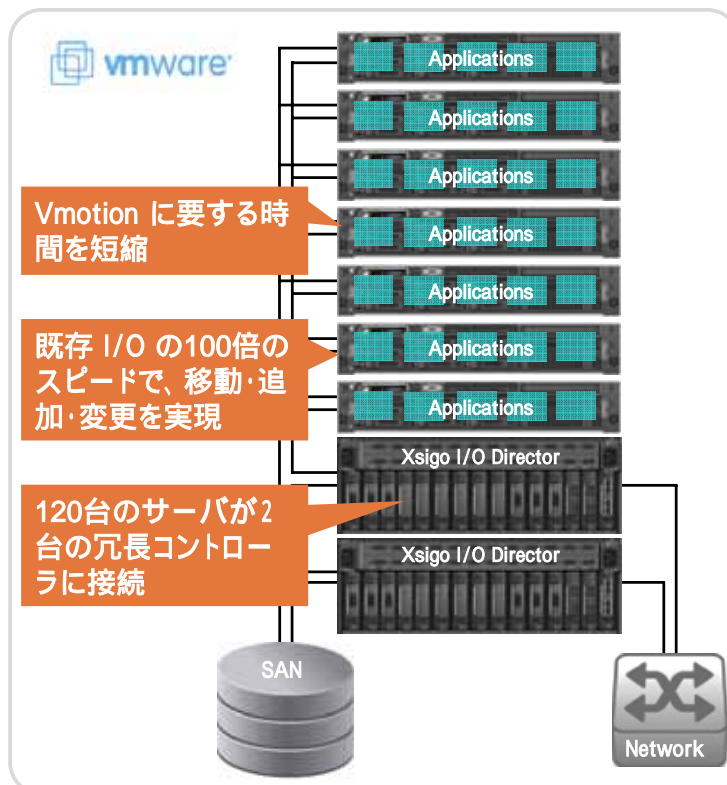 vmware
Applications
Applications
Applications
Vmotion に要する時
間を短縮
Applications
Applications
既存 I/O の100倍の
スピードで、移動・追
加・変更を実現
Applications
Applications
Xsigo I/O Director
120台のサーバが2
台の冗長コントロー
ラに接続
Xsigo I/O Director
SAN
Network